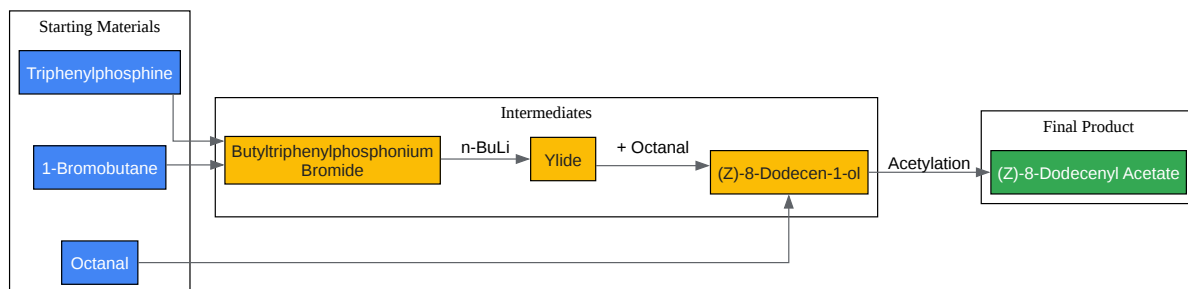 Starting Materials
Triphenylphosphine
1-Bromobutane
Octanal
Intermediates
Butyltriphenylphosphonium
Bromide
n-BuLi
Ylide
+ Octanal
(Z)-8-Dodecen-1-ol
Acetylation
Final Product
(Z)-8-Dodecenyl Acetate